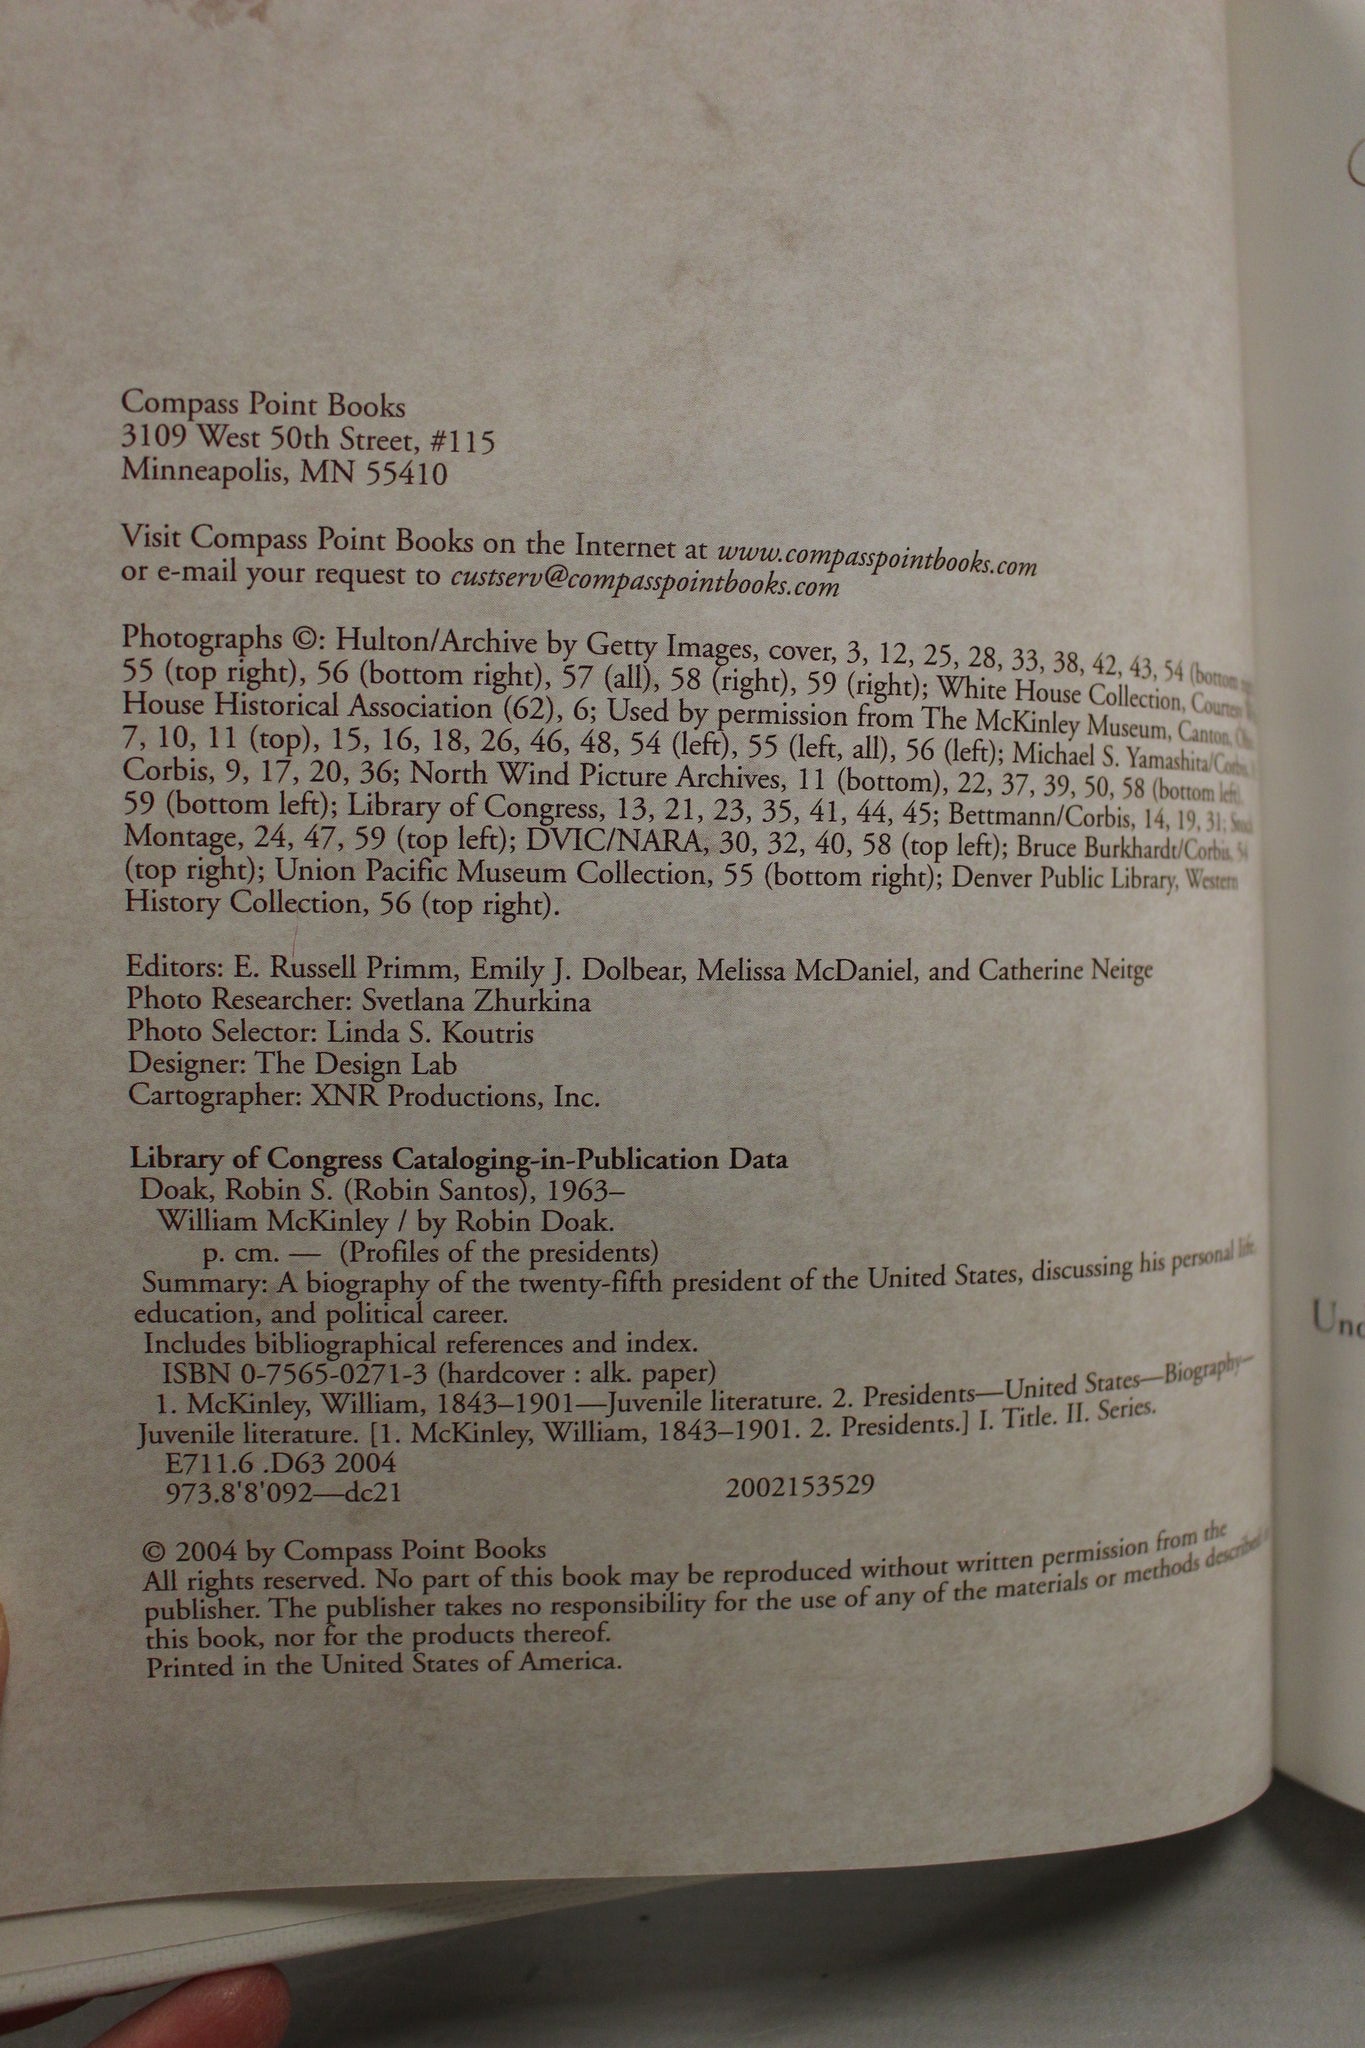 Compass Point Books
3109 West 50th Street, #115
Minneapolis, MN 55410
Visit Compass Point Books on the Internet at www.compasspointbooks.com
or e-mail your request to custserv@compasspointbooks.com
Photographs ©: Hulton/Archive by Getty Images, cover, 3, 12, 25, 28, 33, 38, 42, 43, 54 (bottom
55 (top right), 56 (bottom right), 57 (all), 58 (right), 59 (right); White House Collection,
House Historical Association (62), 6; Used by permission from The McKinley Museum, Canton,
7, 10, 11 (top), 15, 16, 18, 26, 46, 48, 54 (left), 55 (left, all), 56 (left); Michael S. Yamashita/Corbis,
Corbis, 9, 17, 20, 36; North Wind Picture Archives, 11 (bottom), 22, 37, 39, 50, 58 (bottom left),
59 (bottom left); Library of Congress, 13, 21, 23, 35, 41, 44, 45; Bettmann/Corbis, 14, 19, 31;
Montage, 24, 47, 59 (top left); DVIC/NARA, 30, 32, 40, 58 (top left); Bruce Burkhardt/Corbis, 54
(top right); Union Pacific Museum Collection, 55 (bottom right); Denver Public Library, Western
History Collection, 56 (top right).
Editors: E. Russell Primm, Emily J. Dolbear, Melissa McDaniel, and Catherine Neitge
Photo Researcher: Svetlana Zhurkina
Photo Selector: Linda S. Koutris
Designer: The Design Lab
Cartographer: XNR Productions, Inc.
Library of Congress Cataloging-in-Publication Data
Doak, Robin S. (Robin Santos), 1963–
William McKinley / by Robin Doak.
p. cm. — (Profiles of the presidents)
Summary: A biography of the twenty-fifth president of the United States, discussing his personal life,
education, and political career.
Includes bibliographical references and index.
ISBN 0-7565-0271-3 (hardcover : alk. paper)
1. McKinley, William, 1843–1901—Juvenile literature. 2. Presidents—United States—Biography—
Juvenile literature. [1. McKinley, William, 1843–1901. 2. Presidents.] I. Title. II. Series.
E711.6 .D63 2004
973.8'8'092—dc21 2002153529
© 2004 by Compass Point Books
All rights reserved. No part of this book may be reproduced without written permission from the
publisher. The publisher takes no responsibility for the use of any of the materials or methods described
this book, nor for the products thereof.
Printed in the United States of America.